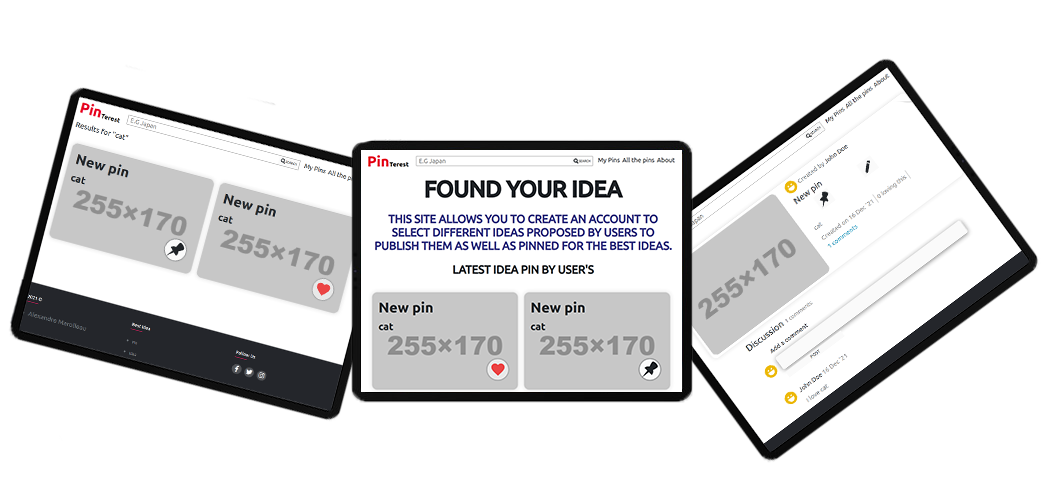 PinTerest
E.G Japan
SEARCH
My Pins All the pi
Results for "cat"
New pin
cat
255×170
New pin
cat
255×170
2021 ©
Alexandre Merolleau
Best Idea
Follow Us
PinTerest
E.G Japan
SEARCH
My Pins All the pins About
FOUND YOUR IDEA
THIS SITE ALLOWS YOU TO CREATE AN ACCOUNT TO
SELECT DIFFERENT IDEAS PROPOSED BY USERS TO
PUBLISH THEM AS WELL AS PINNED FOR THE BEST IDEAS.
LATEST IDEA PIN BY USER'S
New pin
cat
255×170
New pin
cat
255×170
apan
SEARCH
My Pins All the pins About
Created by John Doe
New pin
cat
Created on 16 Dec '21 | 0 loving this
1 comments
255×170
Discussion 1 comments
Add a comment
John Doe 16 Dec '21
I love cat